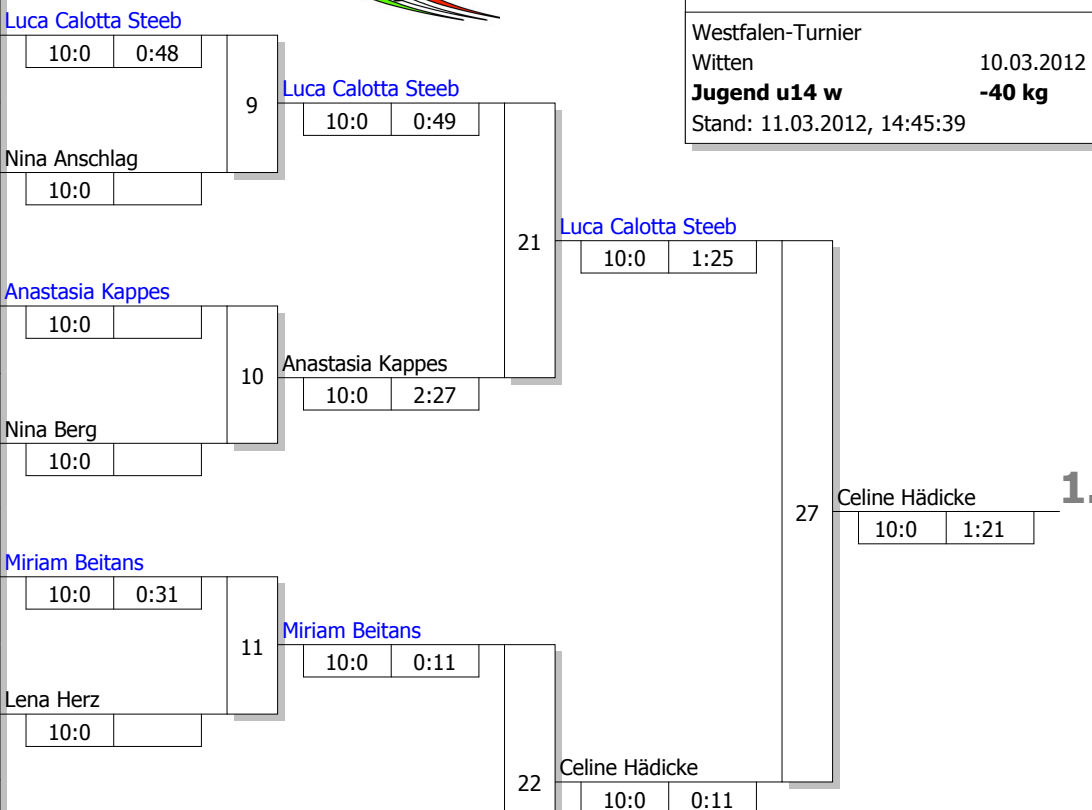 Westfalen-Turnier
Witten 10.03.2012
Jugend u14 w -40 kg
Stand: 11.03.2012, 14:45:39
Luca Calotta Steeb
10:0 0:48
9
Nina Anschlag
10:0
Luca Calotta Steeb
10:0 0:49
Anastasia Kappes
10:0
10
Nina Berg
10:0
Anastasia Kappes
10:0 2:27
21
Luca Calotta Steeb
10:0 1:25
Miriam Beitans
10:0 0:31
11
Lena Herz
10:0
Miriam Beitans
10:0 0:11
22
Celine Hädicke
10:0 0:11
27
Celine Hädicke
10:0 1:21
1.